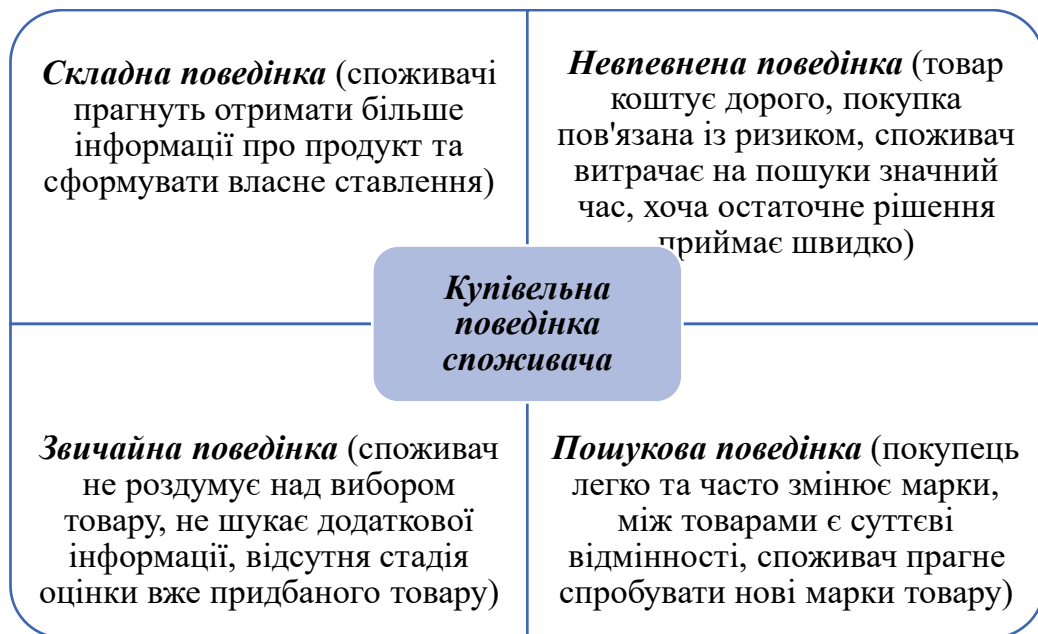 Складна поведінка (споживачі
прагнуть отримати більше
інформації про продукт та
сформувати власне ставлення)
Невпевнена поведінка (товар
коштує дорого, покупка
пов'язана із ризиком, споживач
витрачає на пошуки значний
час, хоча остаточне рішення
приймає швидко)
Купівельна
поведінка
споживача
Звичайна поведінка (споживач
не роздумує над вибором
товару, не шукає додаткової
інформації, відсутня стадія
оцінки вже придбаного товару)
Пошукова поведінка (покупець
легко та часто змінює марки,
між товарами є суттєві
відмінності, споживач прагне
спробувати нові марки товару)